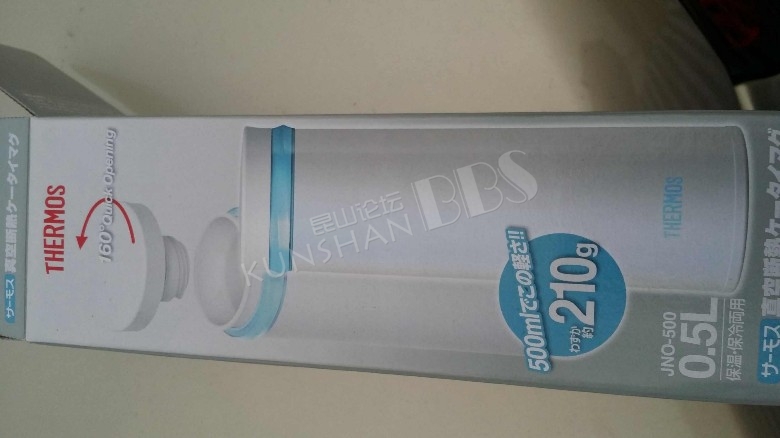 サーモス 真空断熱ケータイマグ
THERMOS
160°Quick Opening
THERMOS
500mlでこの軽さ!!
わずか
約210g
JNO-500
0.5L
保温・保冷両用
サーモス 真空断熱ケータイマグ
昆山论坛
KUNSHAN BBS